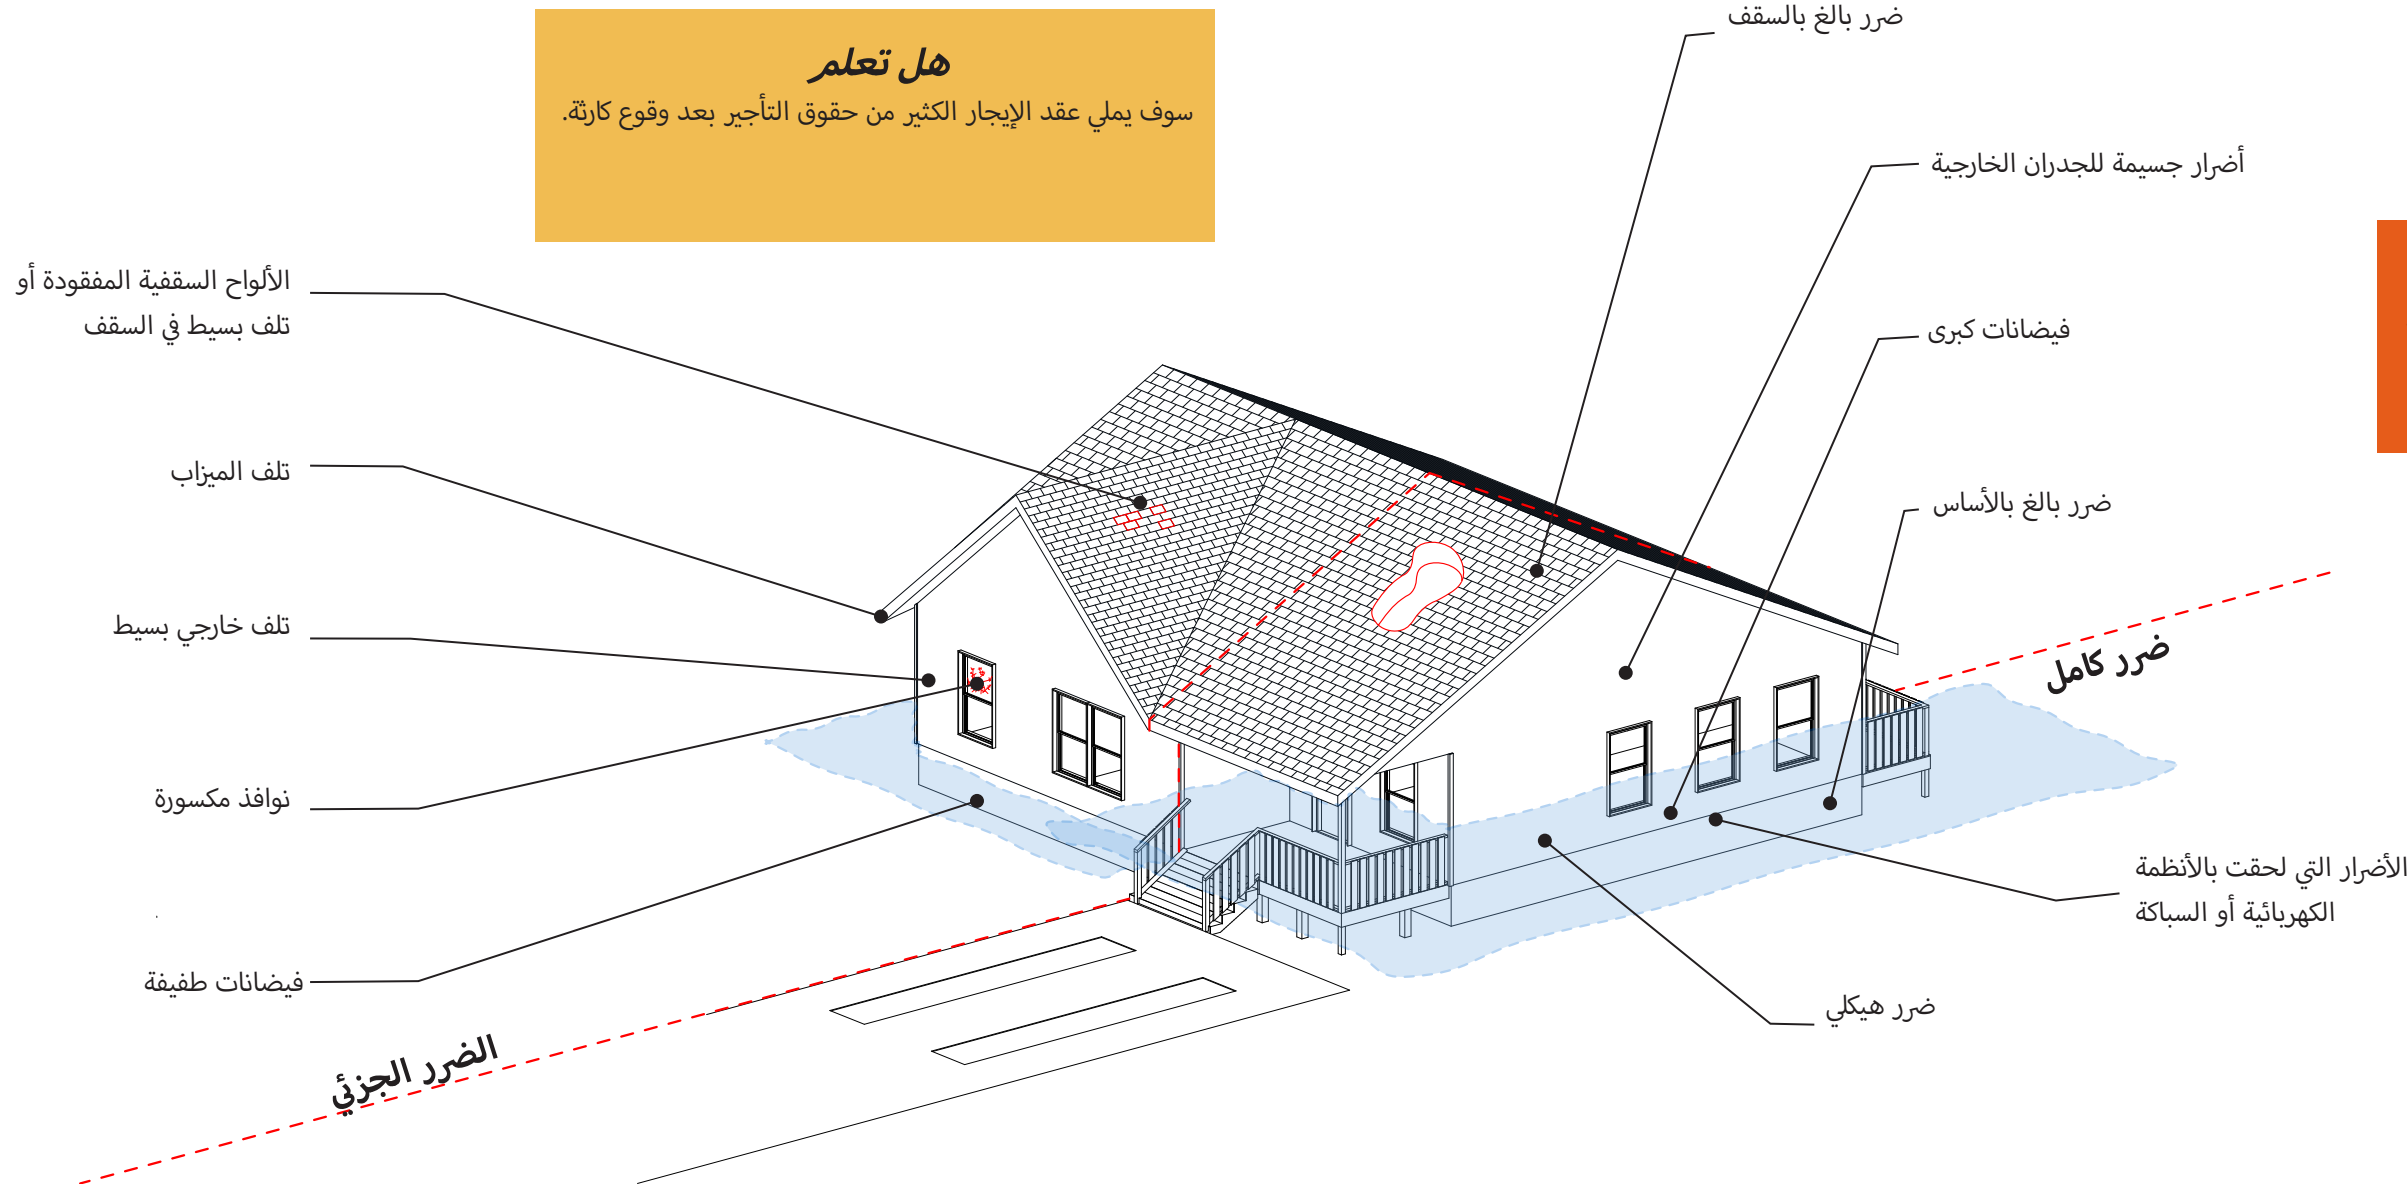 هل تعلم
سوف يملي عقد الإيجار الكثير من حقوق التأجير بعد وقوع كارثة.
ضرر بالغ بالسقف
أضرار جسيمة للجدران الخارجية
فيضانات كبرى
ضرر بالغ بالأساس
ضرر كامل
الأضرار التي لحقت بالأنظمة
الكهربائية أو السباكة
ضرر هيكلي
الألواح السقفية المفقودة أو
تلف بسيط في السقف
تلف الميزاب
تلف خارجي بسيط
نوافذ مكسورة
فيضانات طفيفة
الضرر الجزئي